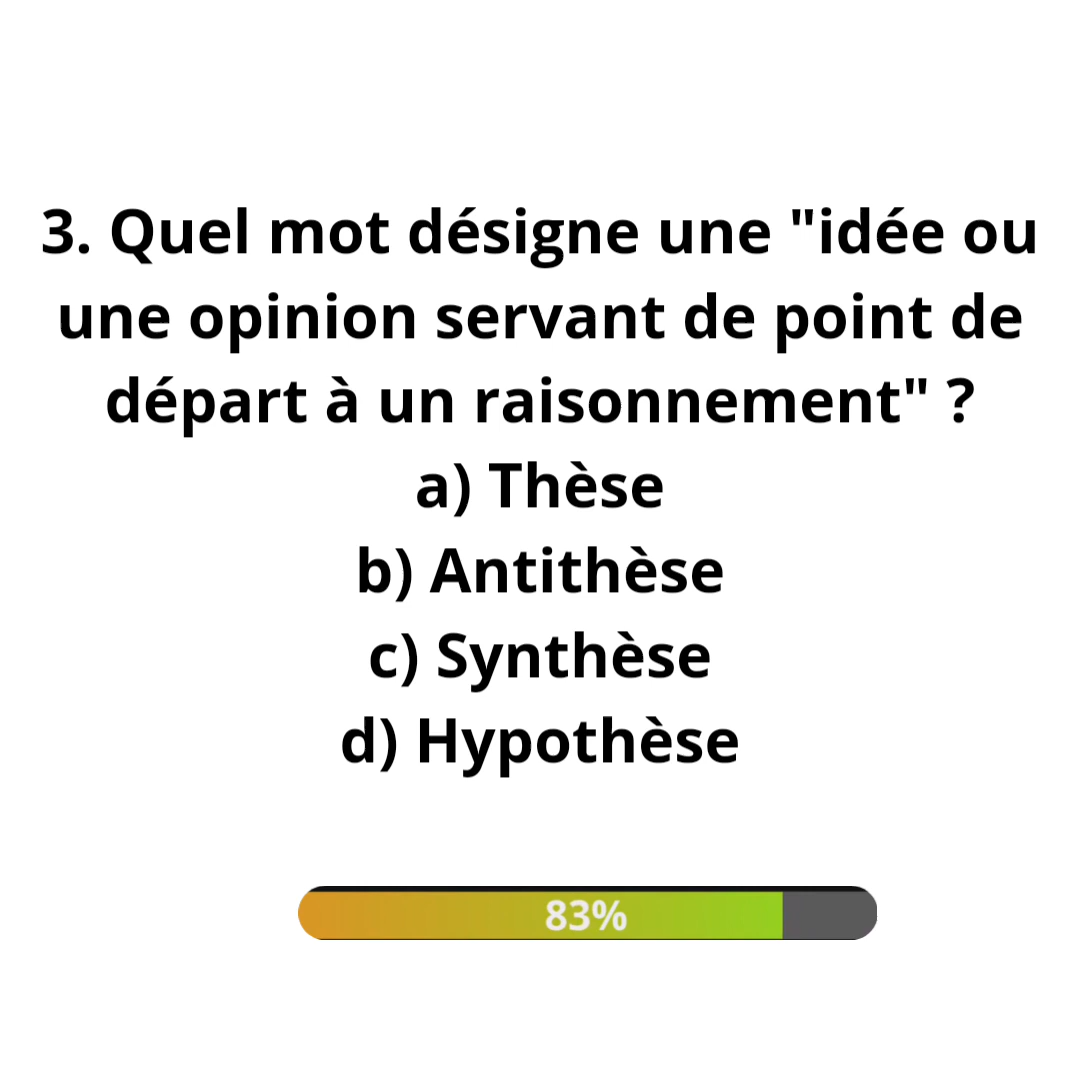 3. Quel mot désigne une "idée ou
une opinion servant de point de
départ à un raisonnement" ?
a) Thèse
b) Antithèse
c) Synthèse
d) Hypothèse
83%